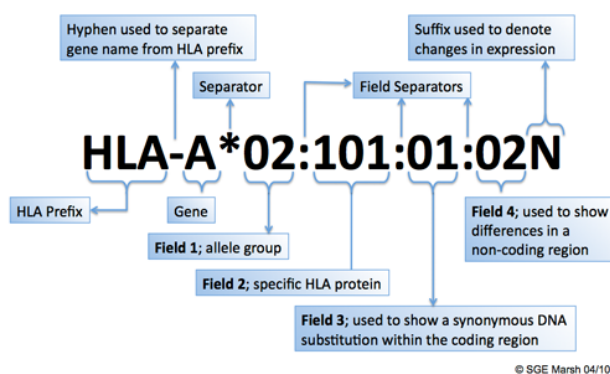 Hyphen used to separate
gene name from HLA prefix
Suffix used to denote
changes in expression
Separator
Field Separators
HLA-A*02:101:01:02N
HLA Prefix
Gene
Field 4; used to show
differences in a
non-coding region
Field 1; allele group
Field 2; specific HLA protein
Field 3; used to show a synonymous DNA
substitution within the coding region
© SGE Marsh 04/10